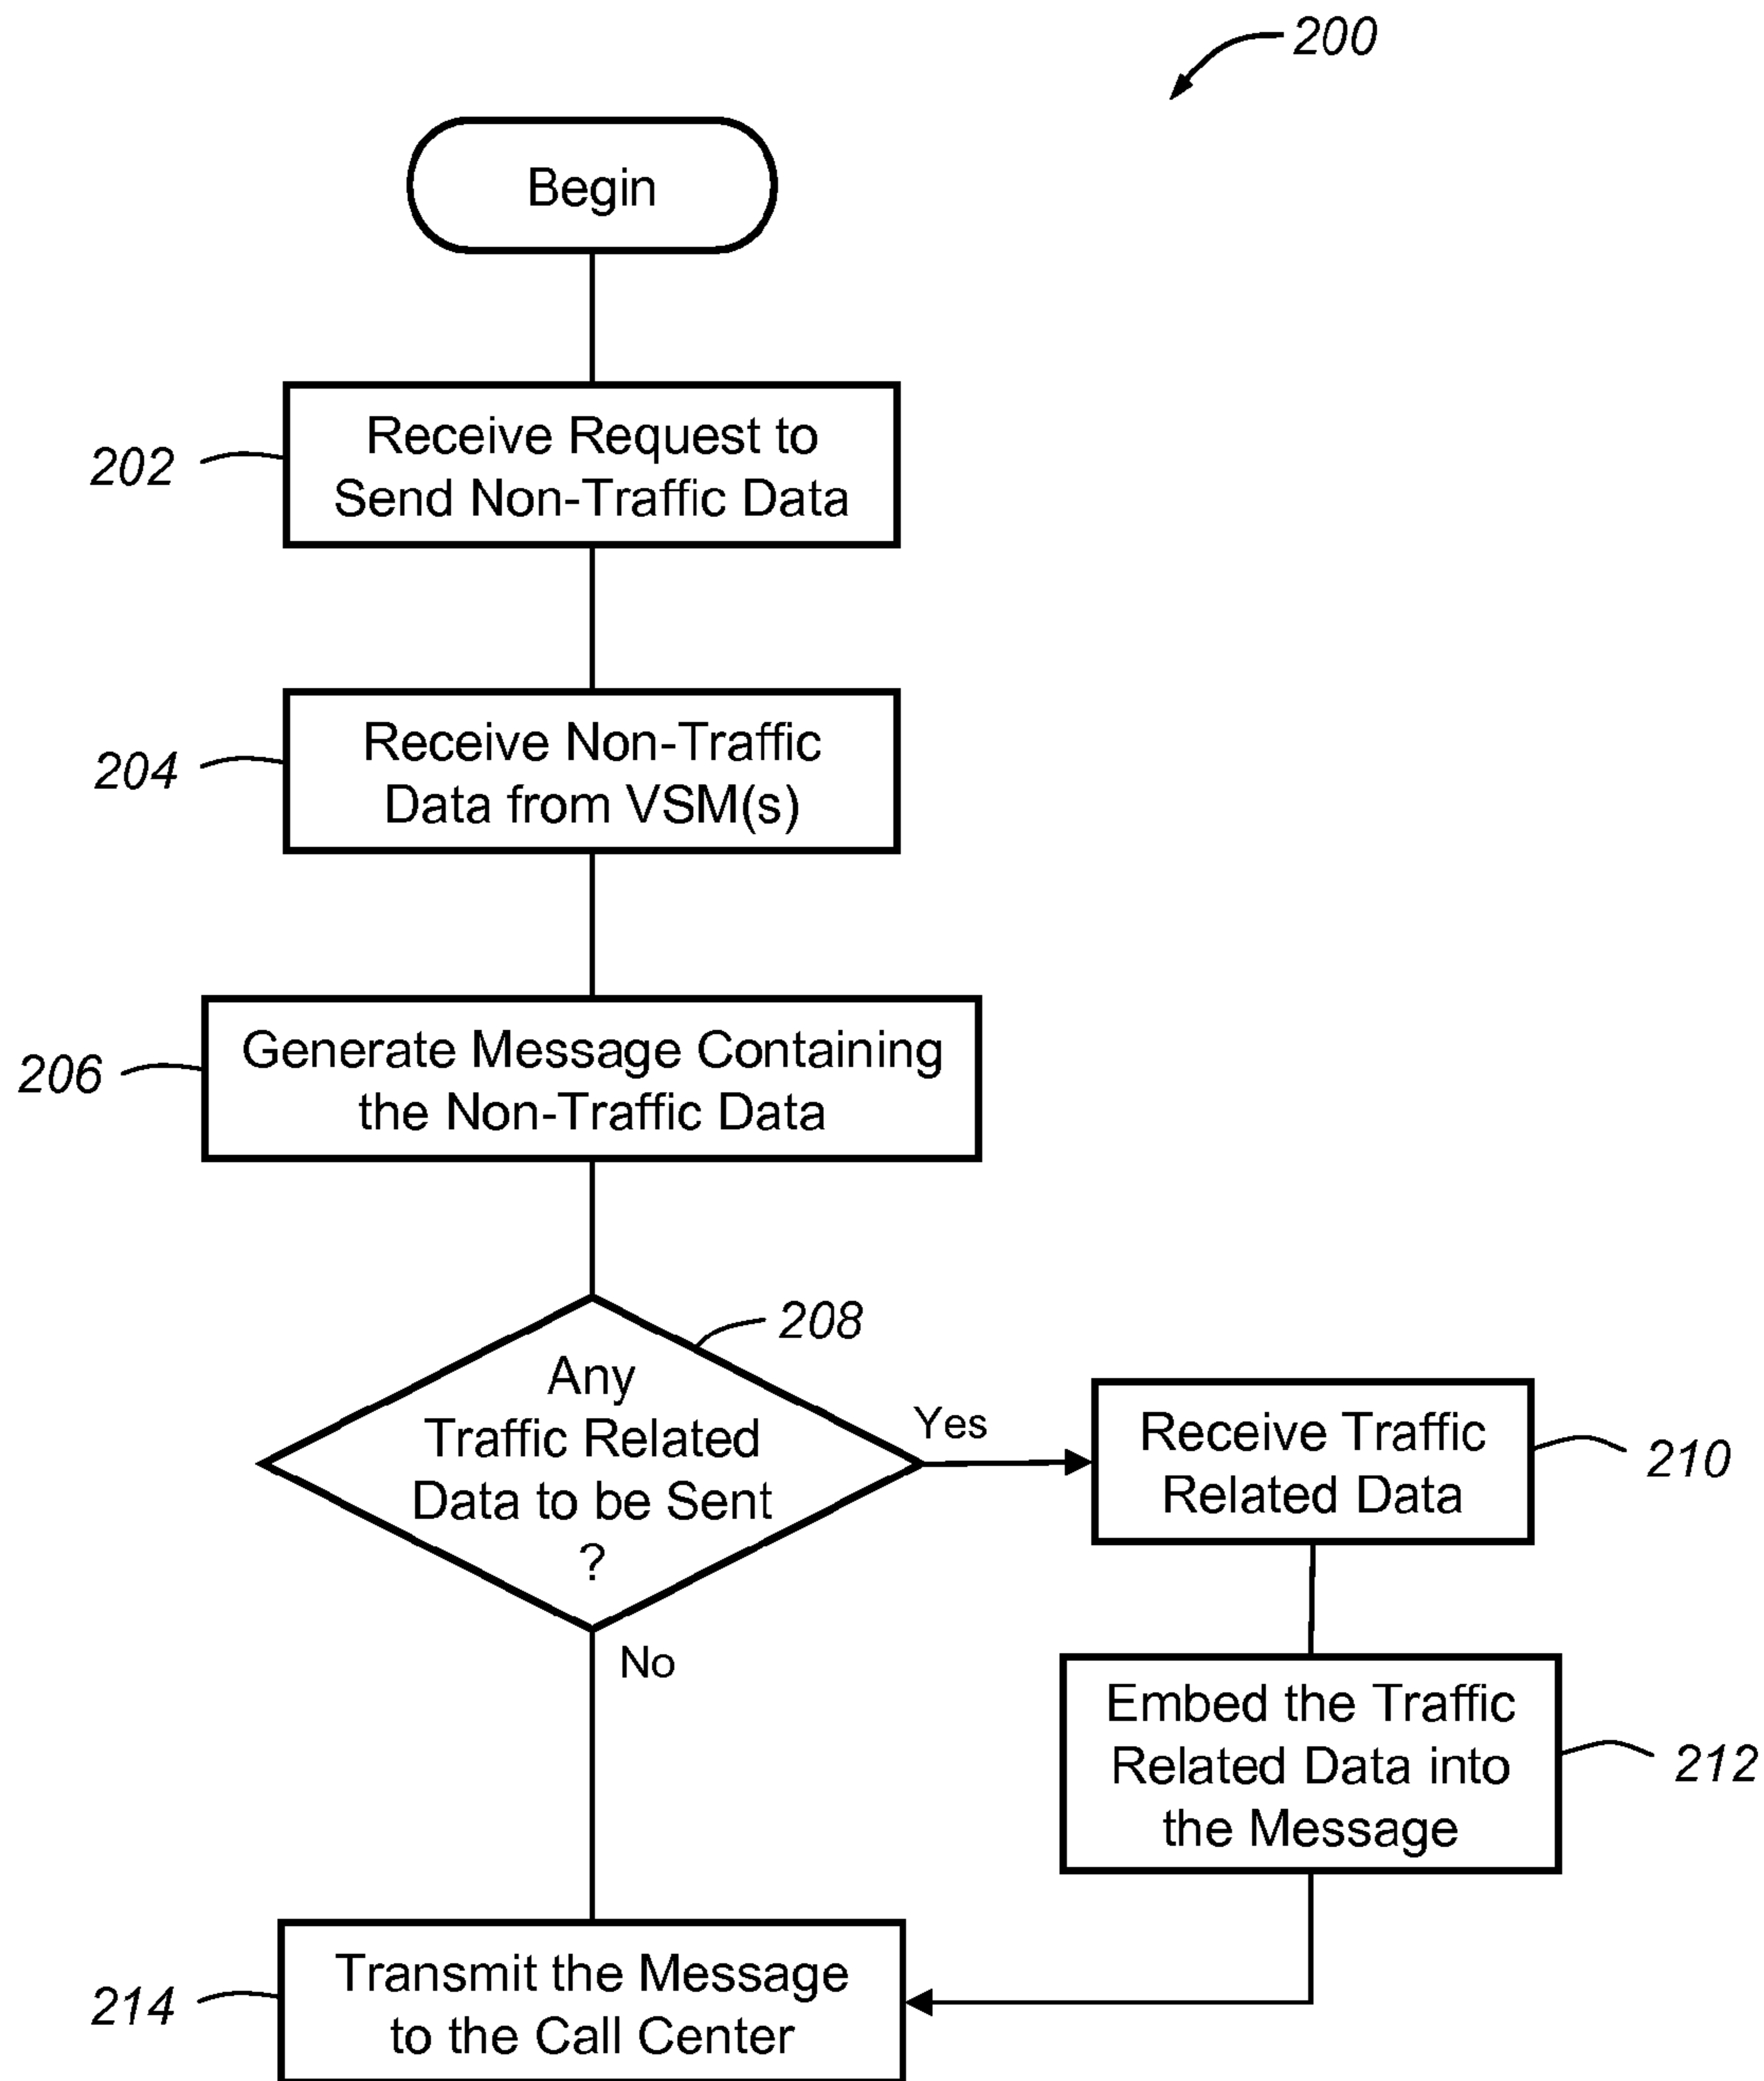 200
Begin
202
Receive Request to
Send Non-Traffic Data
204
Receive Non-Traffic
Data from VSM(s)
206
Generate Message Containing
the Non-Traffic Data
208
Any
Traffic Related
Data to be Sent
?
Yes
No
Receive Traffic
Related Data
210
Embed the Traffic
Related Data into
the Message
212
214
Transmit the Message
to the Call Center